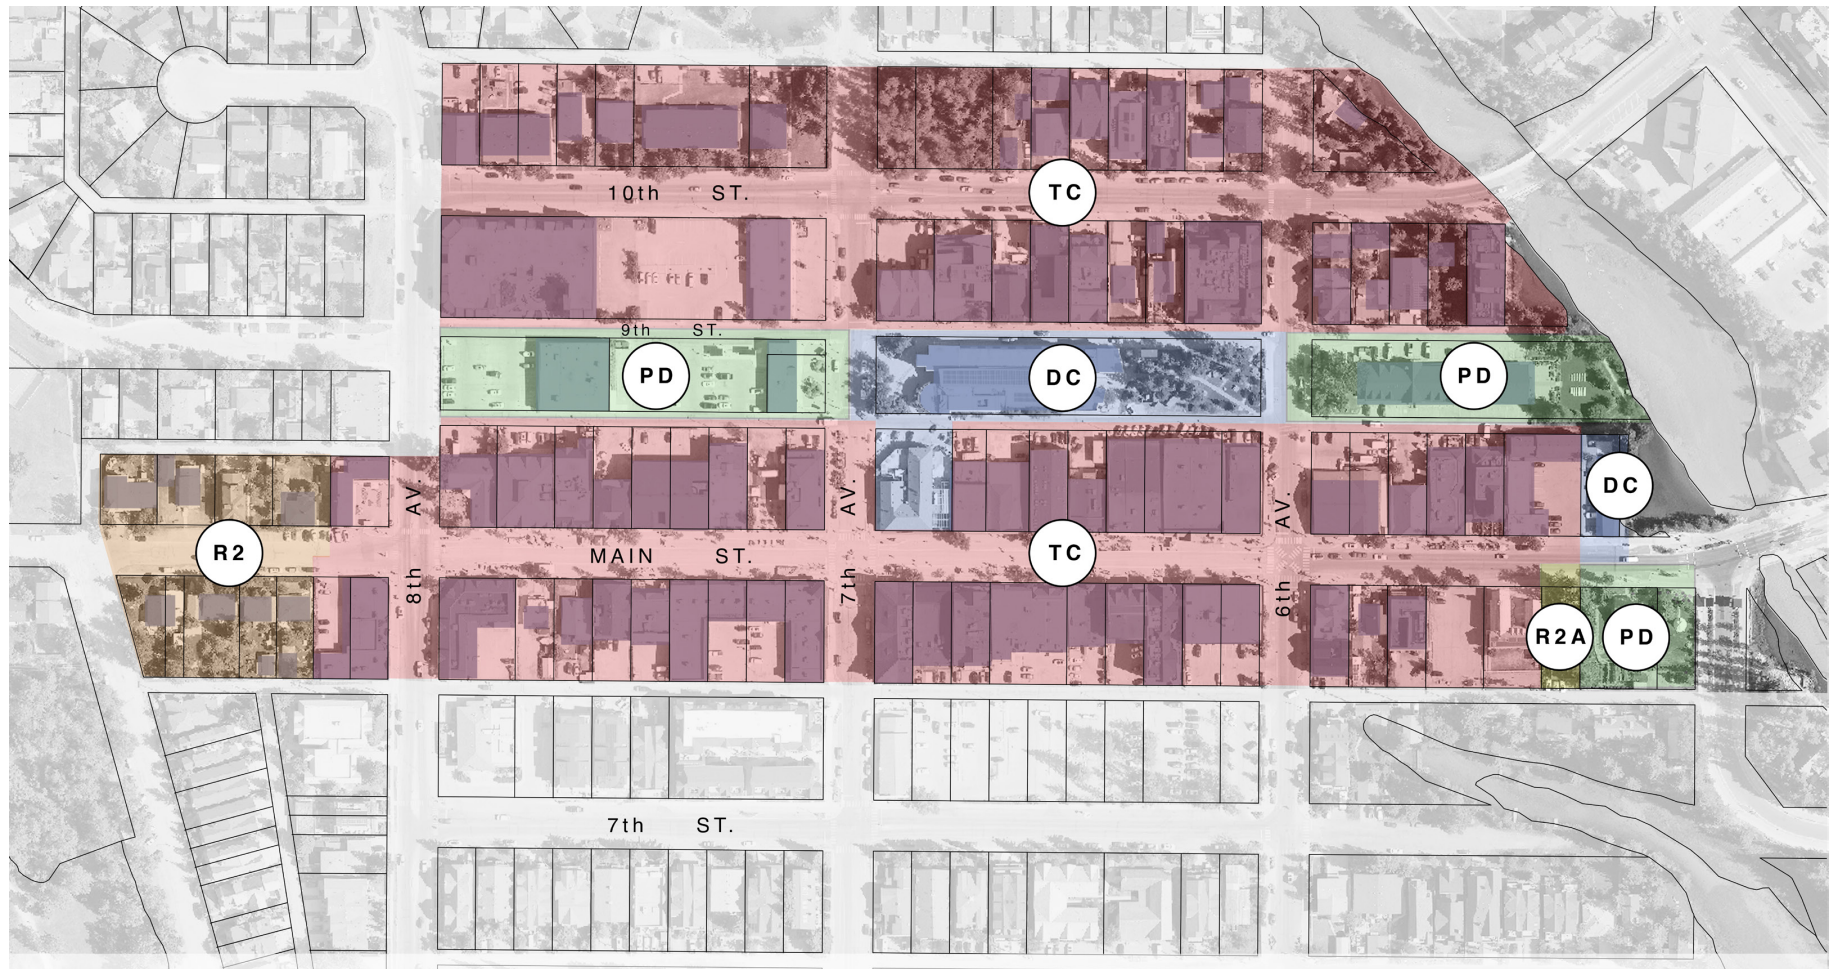 10th ST.
TC
9th ST.
PD
DC
PD
8th AV.
7th AV.
6th AV.
DC
R2
MAIN ST.
TC
R2A
PD
7th ST.